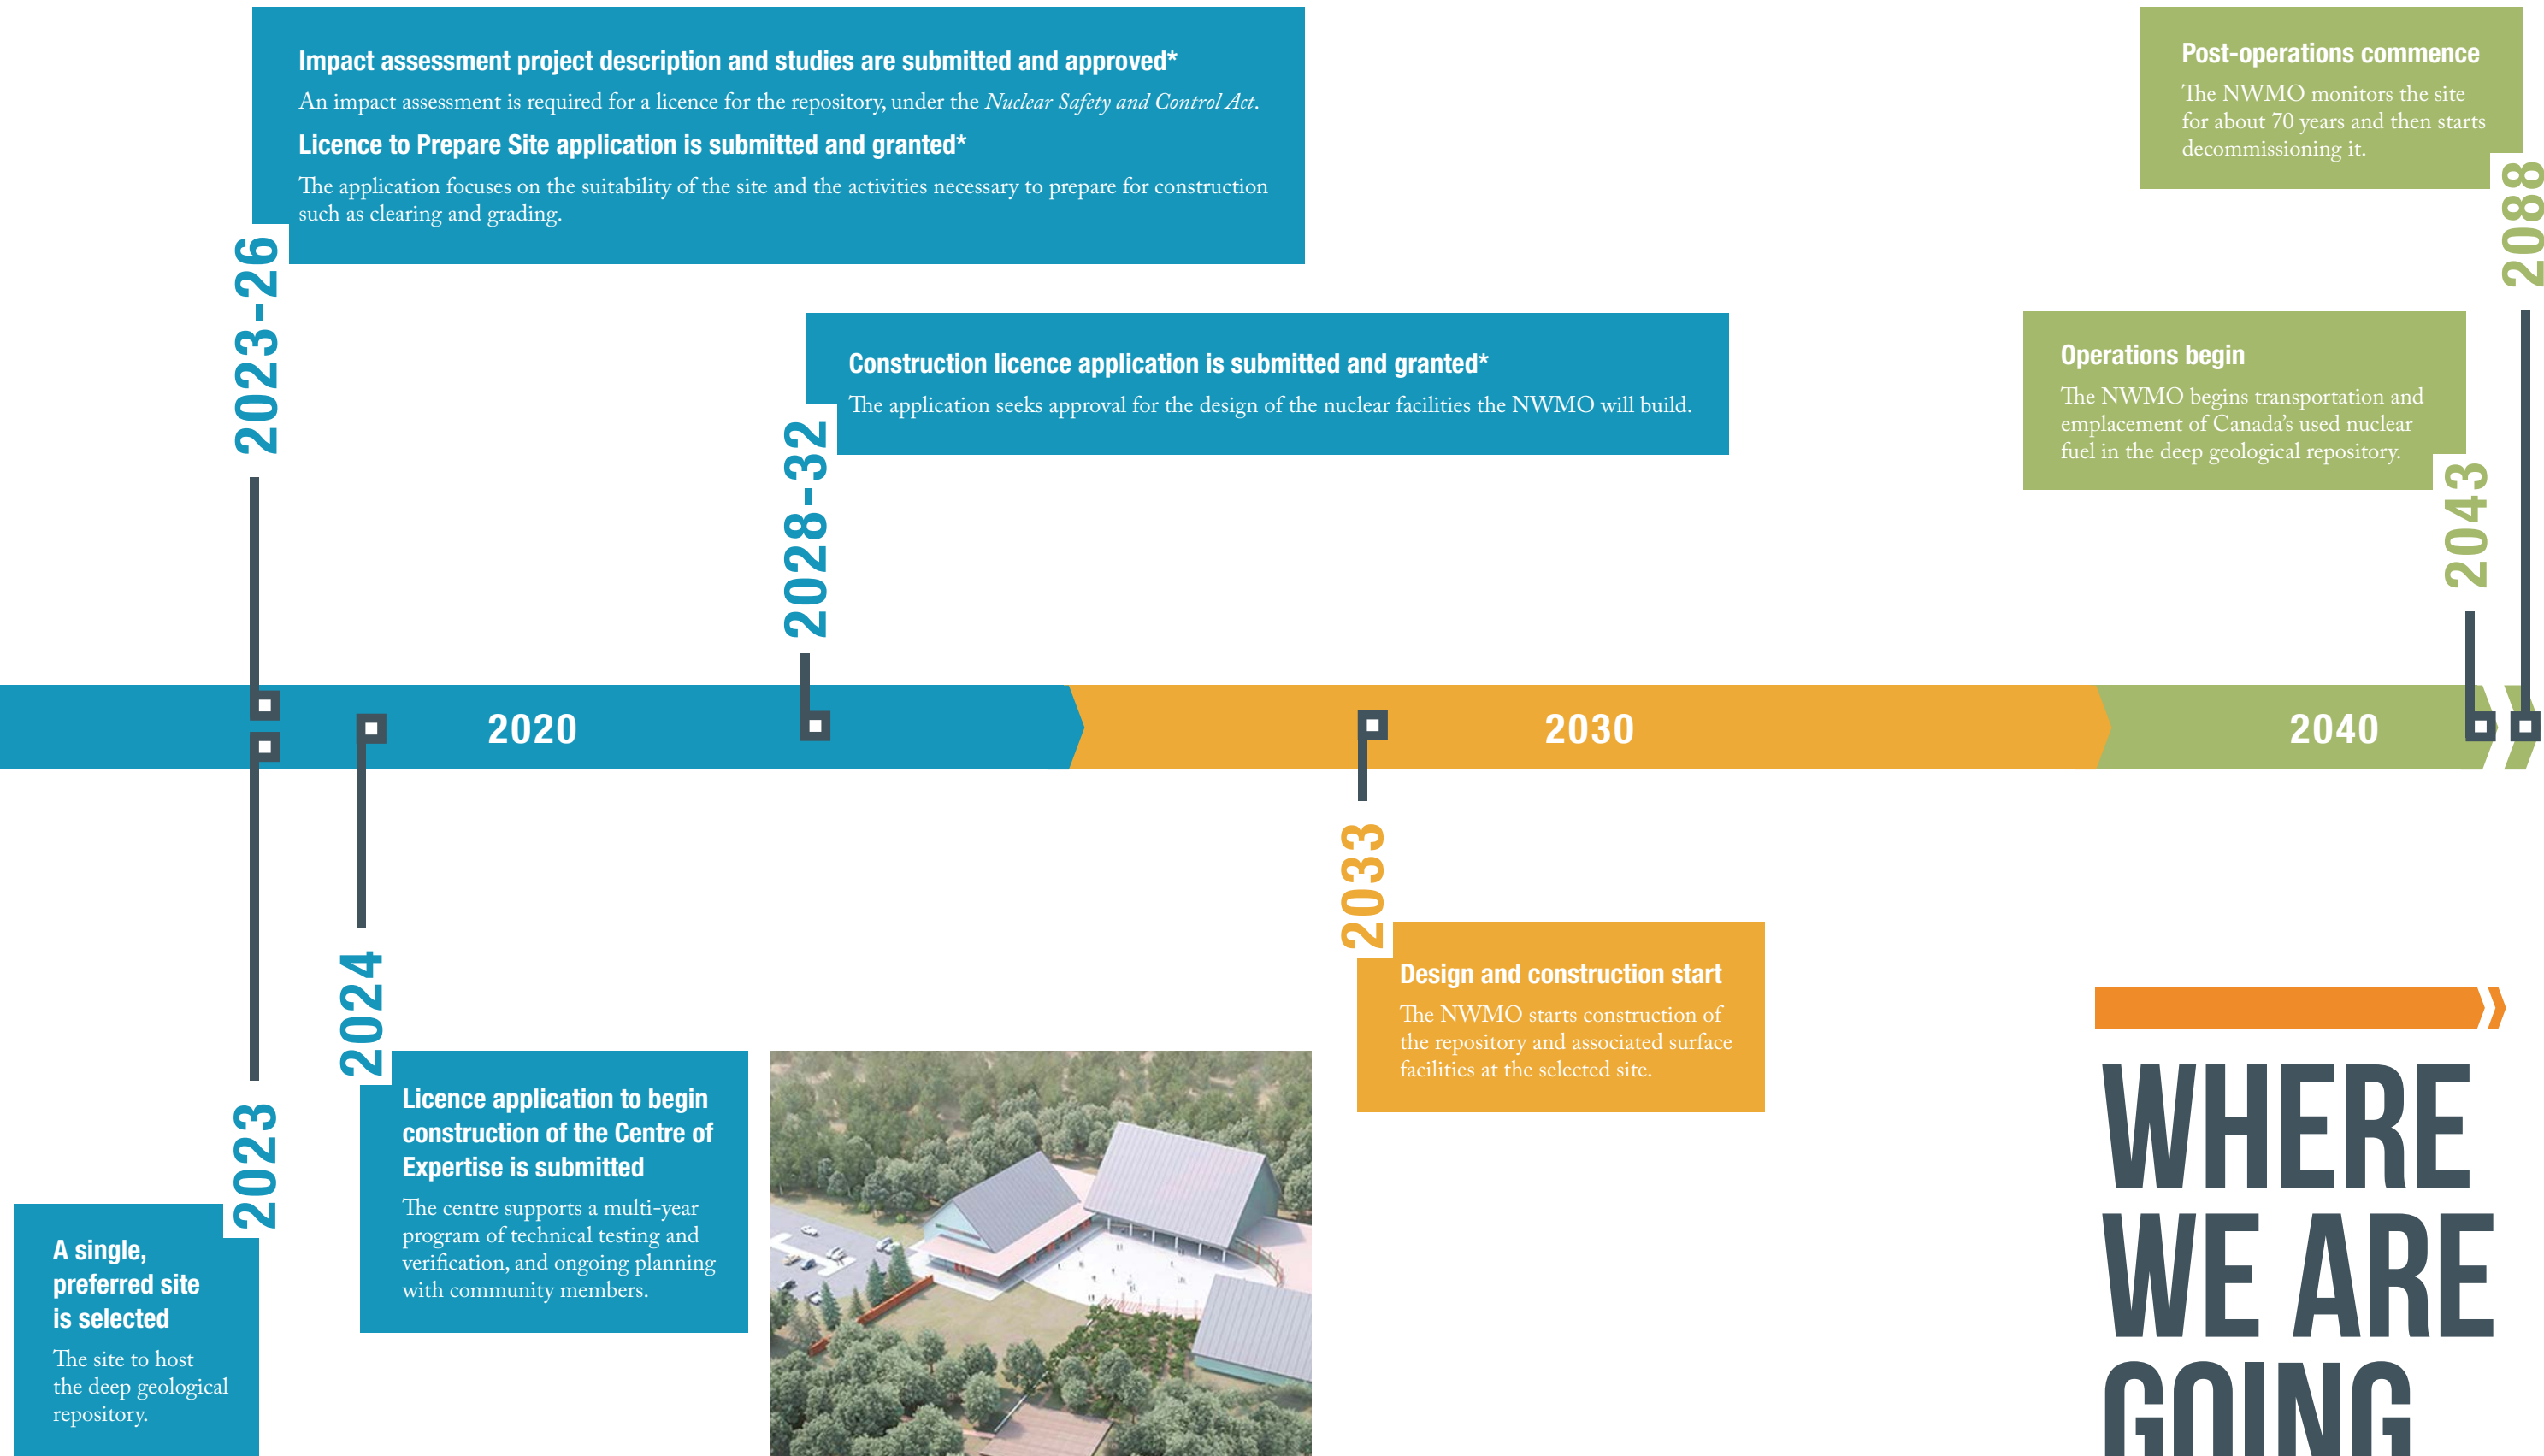 Impact assessment project description and studies are submitted and approved*
An impact assessment is required for a licence for the repository, under the Nuclear Safety and Control Act.
Licence to Prepare Site application is submitted and granted*
The application focuses on the suitability of the site and the activities necessary to prepare for construction
such as clearing and grading.
2023-26
Construction licence application is submitted and granted*
The application seeks approval for the design of the nuclear facilities the NWMO will build.
2028-32
Post-operations commence
The NWMO monitors the site
for about 70 years and then starts
decommissioning it.
2088
Operations begin
The NWMO begins transportation and
emplacement of Canada's used nuclear
fuel in the deep geological repository.
2043
2020
2030
2040
2023
A single,
preferred site
is selected
The site to host
the deep geological
repository.
2024
Licence application to begin
construction of the Centre of
Expertise is submitted
The centre supports a multi-year
program of technical testing and
verification, and ongoing planning
with community members.
2033
Design and construction start
The NWMO starts construction of
the repository and associated surface
facilities at the selected site.
WHERE
WE ARE
GOING